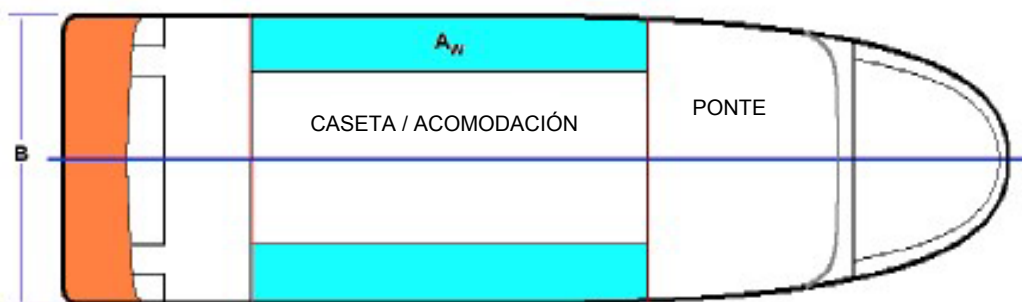 A_W
CASETA / ACOMODACIÓN
PONTE
B